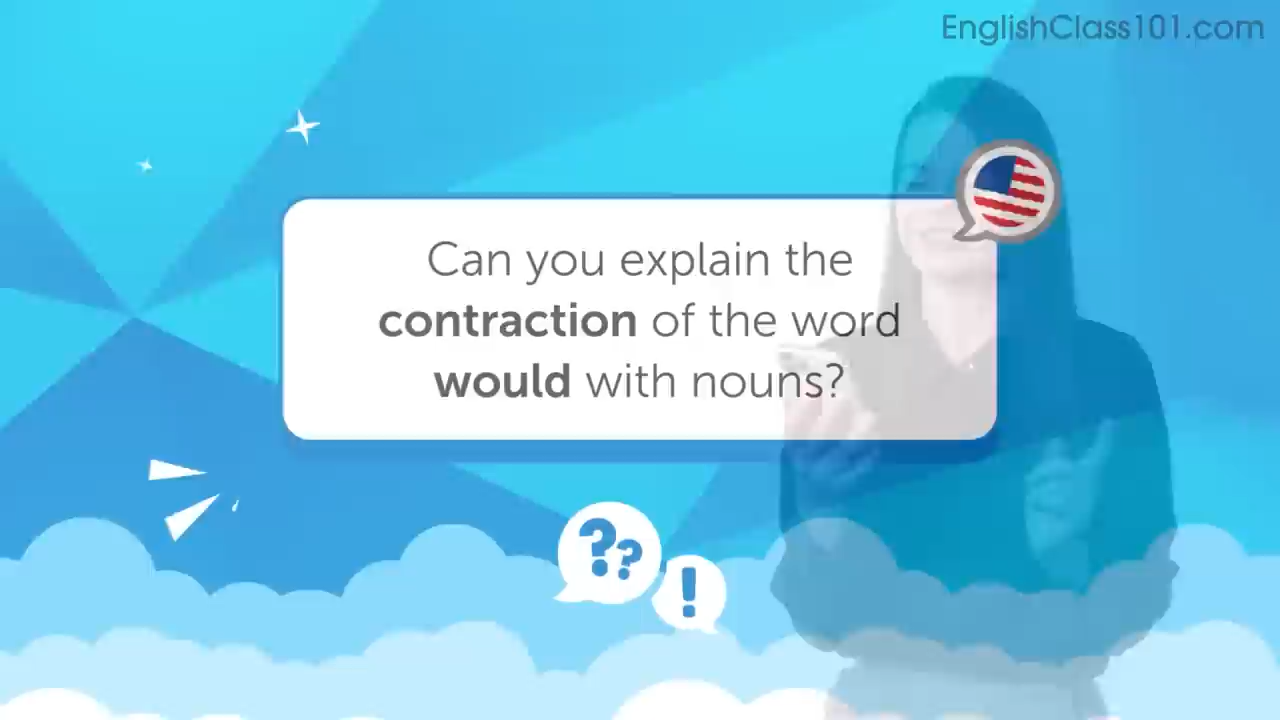 EnglishClass101.com
Can you explain the
contraction of the word
would with nouns?
??
!